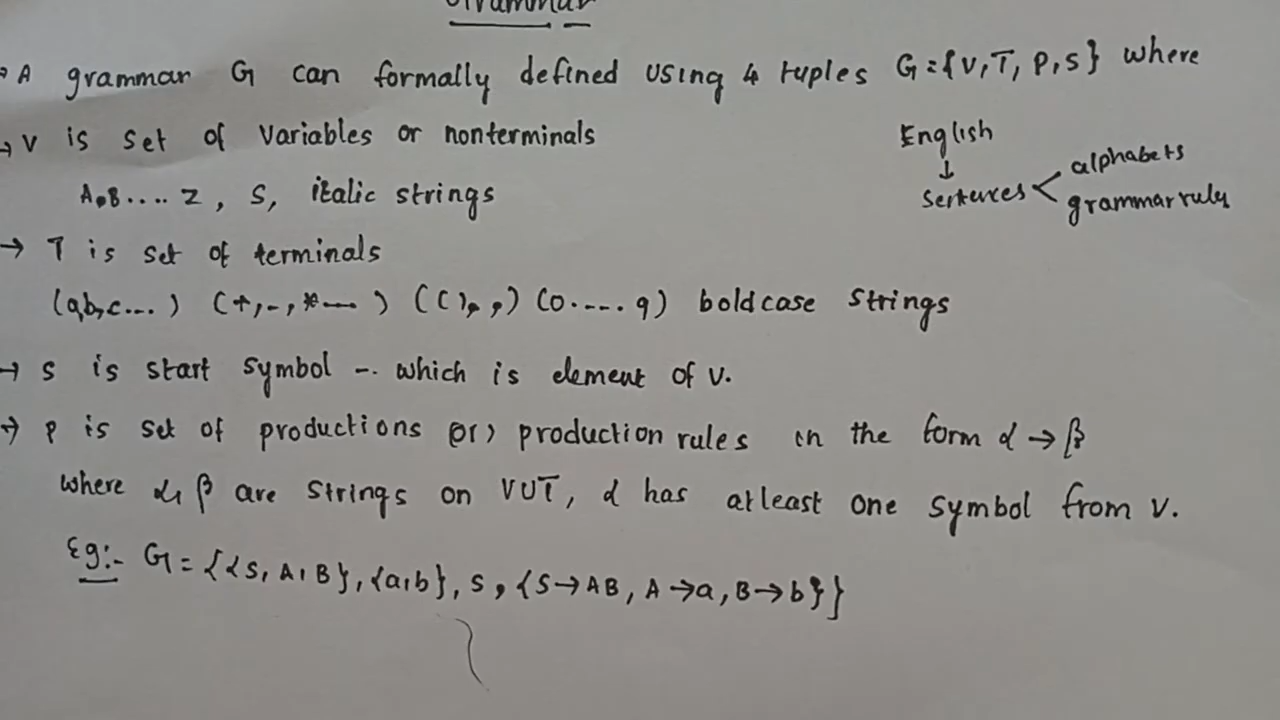 Grammar
→ A grammar G can formally defined using 4 tuples G={V,T,P,S} where
→ V is set of variables or nonterminals
A,B....Z, S, italic strings
English
↓
sentences < alphabets
grammar rules
→ T is set of terminals
(a,b,c...) (+,-,*---) ((),,) (0....9) boldcase strings
→ S is start symbol -. which is element of V.
→ P is set of productions (or) production rules in the form α→β
where α, β are strings on VUT, α has atleast one symbol from V.
Eg:- G={{S,A,B},{a,b},S,{S→AB,A→a,B→b}}